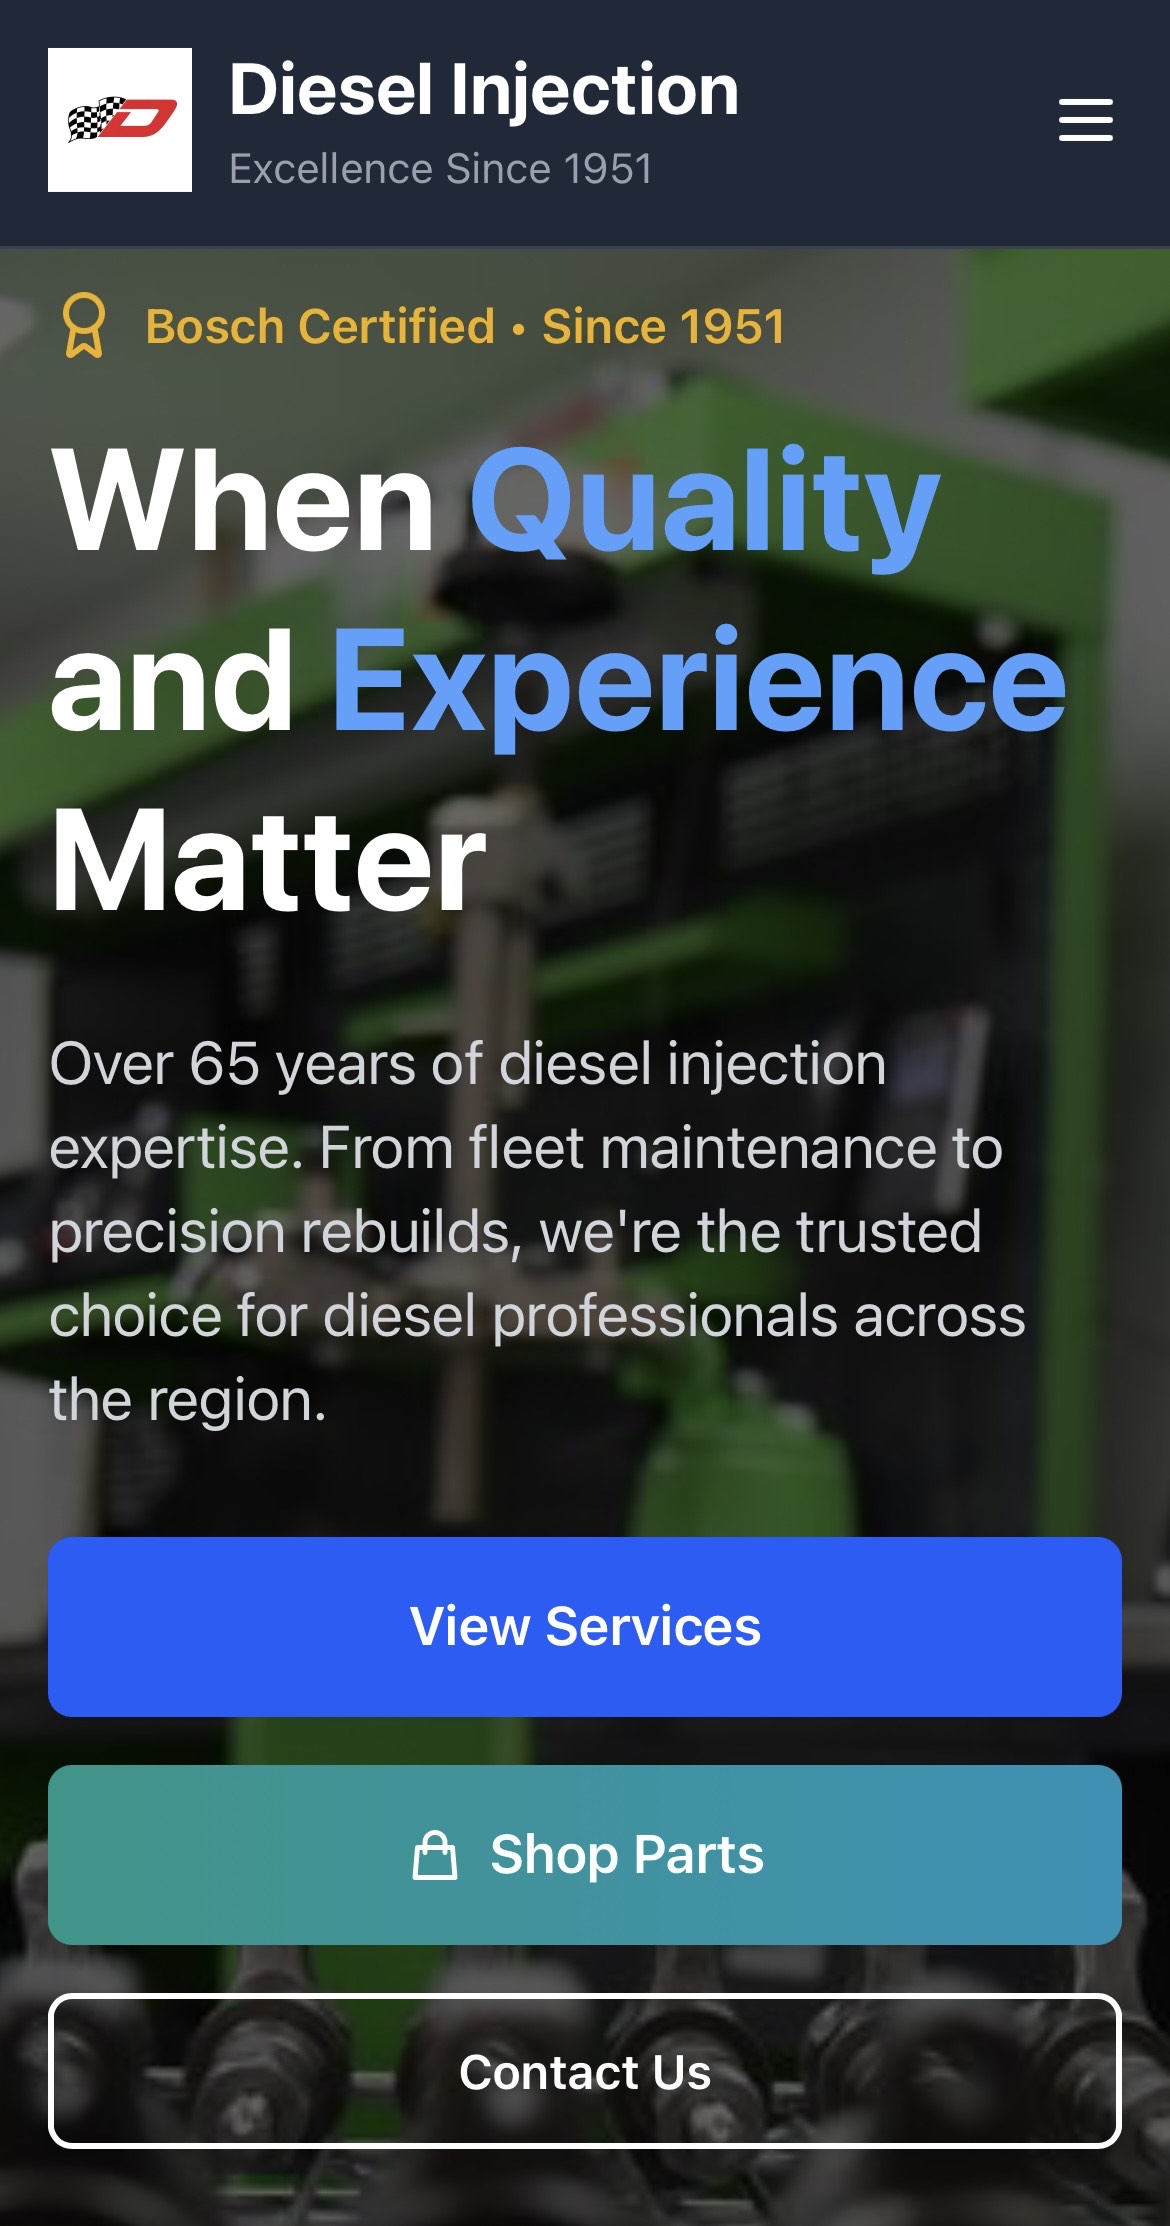 Diesel Injection
Excellence Since 1951
Bosch Certified • Since 1951
When Quality
and Experience
Matter
Over 65 years of diesel injection
expertise. From fleet maintenance to
precision rebuilds, we're the trusted
choice for diesel professionals across
the region.
View Services
Shop Parts
Contact Us